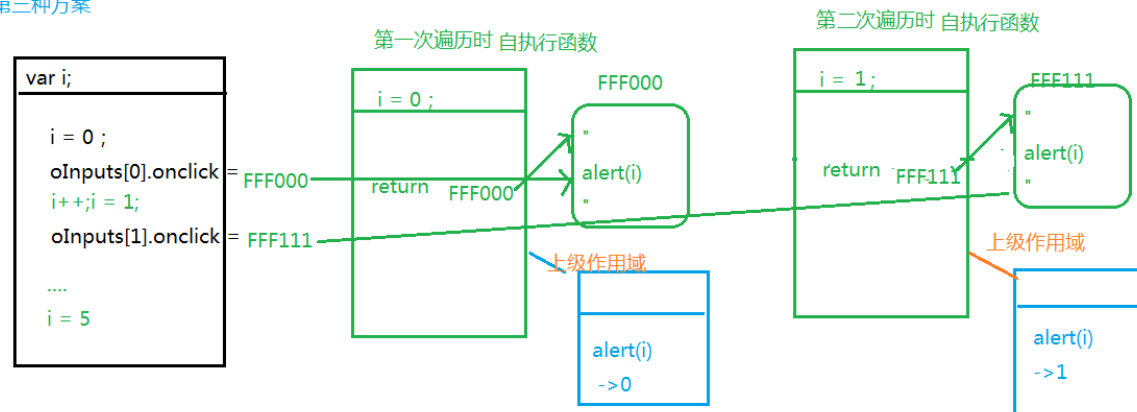 第三种方案
var i;
i = 0 ;
oInputs[0].onclick = FFF000
i++;i = 1;
oInputs[1].onclick = FFF111
....
i = 5
第一次遍历时 自执行函数
i = 0 ;
return FFF000
FFF000
"
alert(i)
"
上级作用域
alert(i)
->0
第二次遍历时 自执行函数
i = 1;
return FFF111
FFF111
"
alert(i)
"
上级作用域
alert(i)
->1